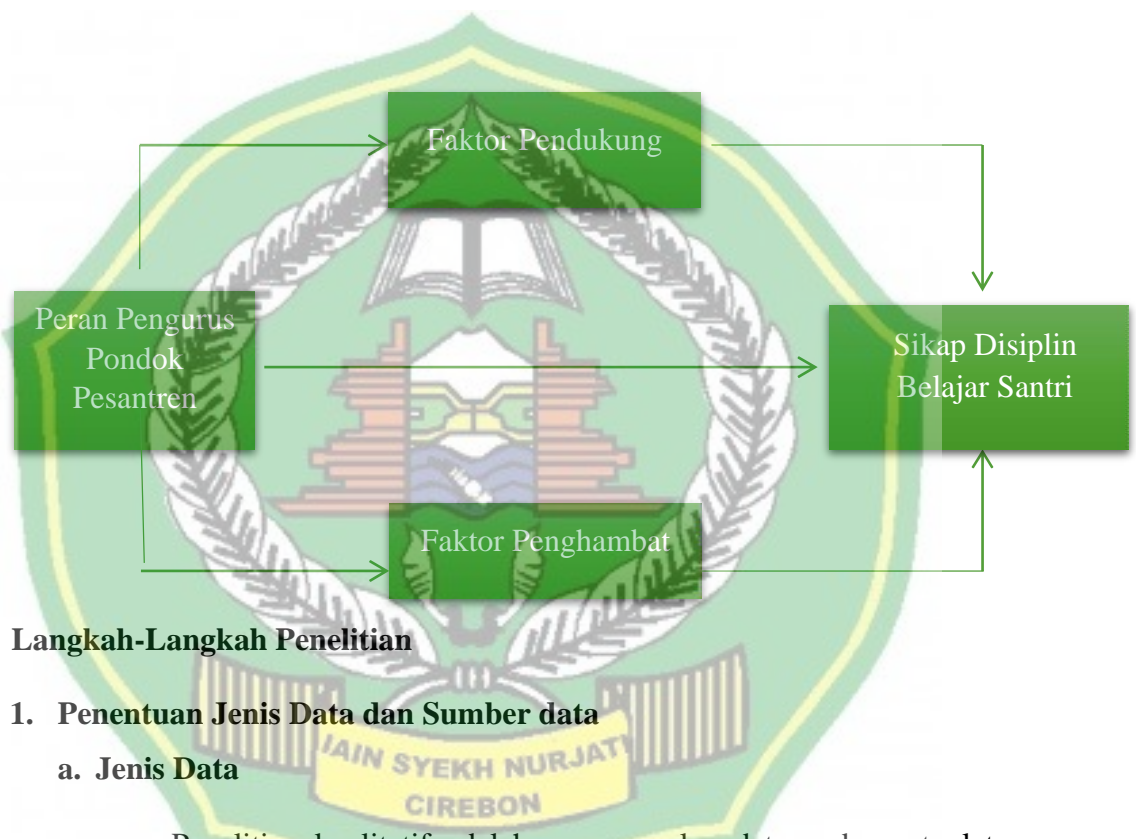 Faktor Pendukung
Peran Pengurus
Pondok
Pesantren
Sikap Disiplin
Belajar Santri
Faktor Penghambat
Langkah-Langkah Penelitian
1. Penentuan Jenis Data dan Sumber data
a. Jenis Data
IAIN SYEKH NURJATI
CIREBON